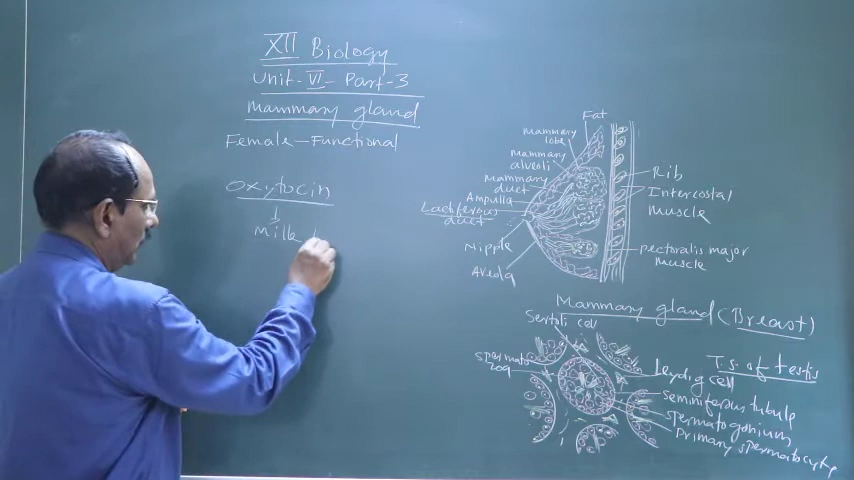 XII Biology
Unit-VI- Part-3
Mammary gland
Female-Functional
Oxytocin
Milk
Fat
Mammary
lobe
mammary
alveoli
Mammary
duct
Ampulla
Lactiferous
duct
Nipple
Areola
Rib
Intercostal
muscle
pectoralis major
muscle
Mammary gland (Breast)
Sertoli cell
spermato
zoa
T.S. of testis
Leydig cell
seminiferous tubule
spermatogonium
Primary spermatocyte